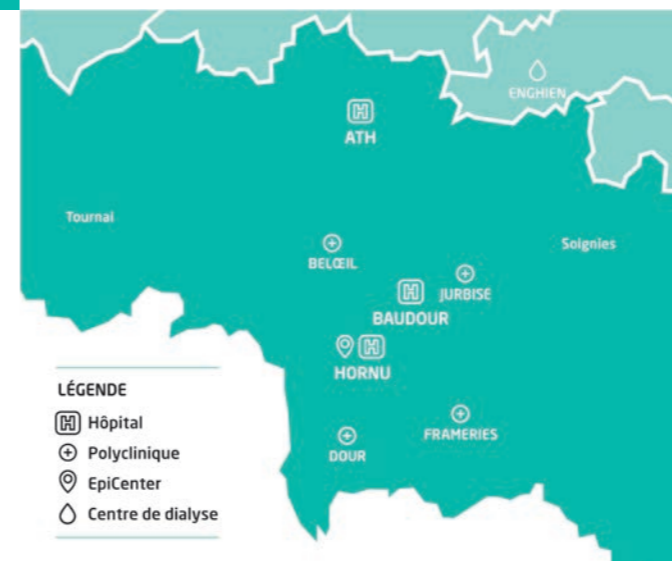 ENGHIEN
ATH
Tournai
Soignies
BELŒIL
JURBISE
BAUDOUR
HORNU
FRAMERIES
DOUR
LÉGENDE
Hôpital
Polyclinique
EpiCenter
Centre de dialyse